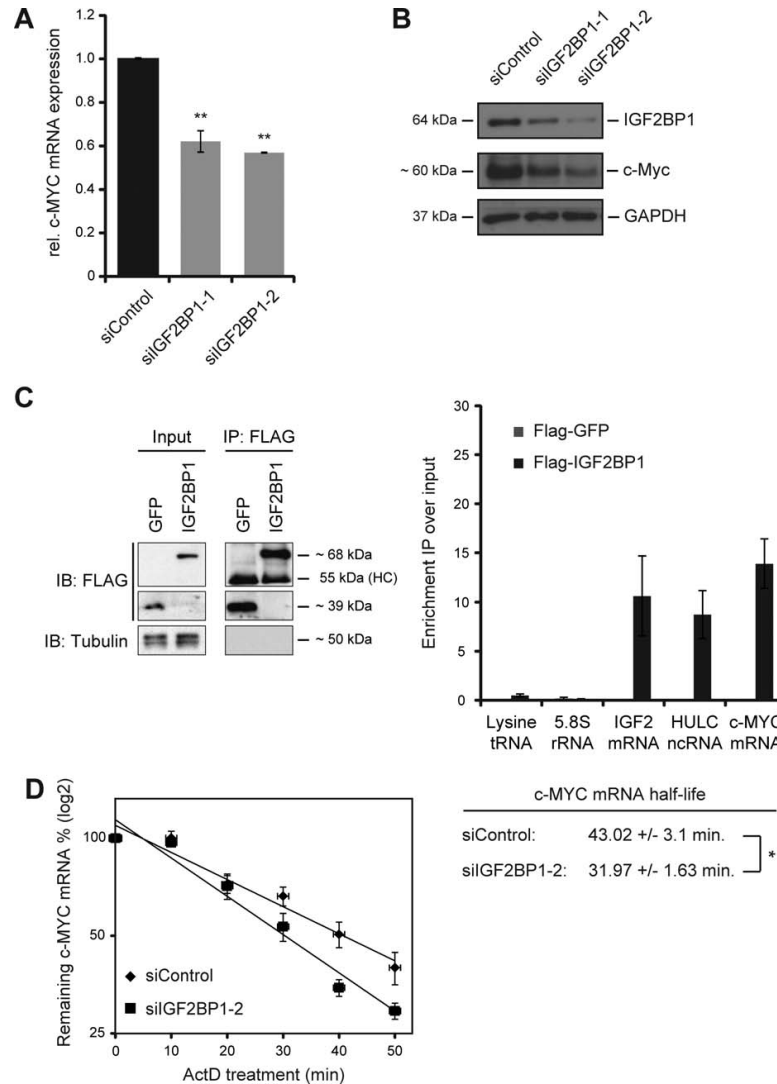 A
rel. c-MYC mRNA expression
1.2
1.0
0.8
0.6
0.4
0.2
0
**
**
siControl
siIGF2BP1-1
siIGF2BP1-2
B
siControl
siIGF2BP1-1
siIGF2BP1-2
64 kDa
IGF2BP1
~ 60 kDa
c-Myc
37 kDa
GAPDH
C
Input
IP: FLAG
GFP
IGF2BP1
GFP
IGF2BP1
IB: FLAG
~ 68 kDa
55 kDa (HC)
~ 39 kDa
IB: Tubulin
~ 50 kDa
Enrichment IP over input
30
25
20
15
10
5
0
Flag-GFP
Flag-IGF2BP1
Lysine tRNA
5.8S rRNA
IGF2 mRNA
HULC ncRNA
c-MYC mRNA
D
Remaining c-MYC mRNA % (log2)
100
50
25
siControl
siIGF2BP1-2
0 10 20 30 40 50
ActD treatment (min)
c-MYC mRNA half-life
siControl: 43.02 +/- 3.1 min.
siIGF2BP1-2: 31.97 +/- 1.63 min.
*